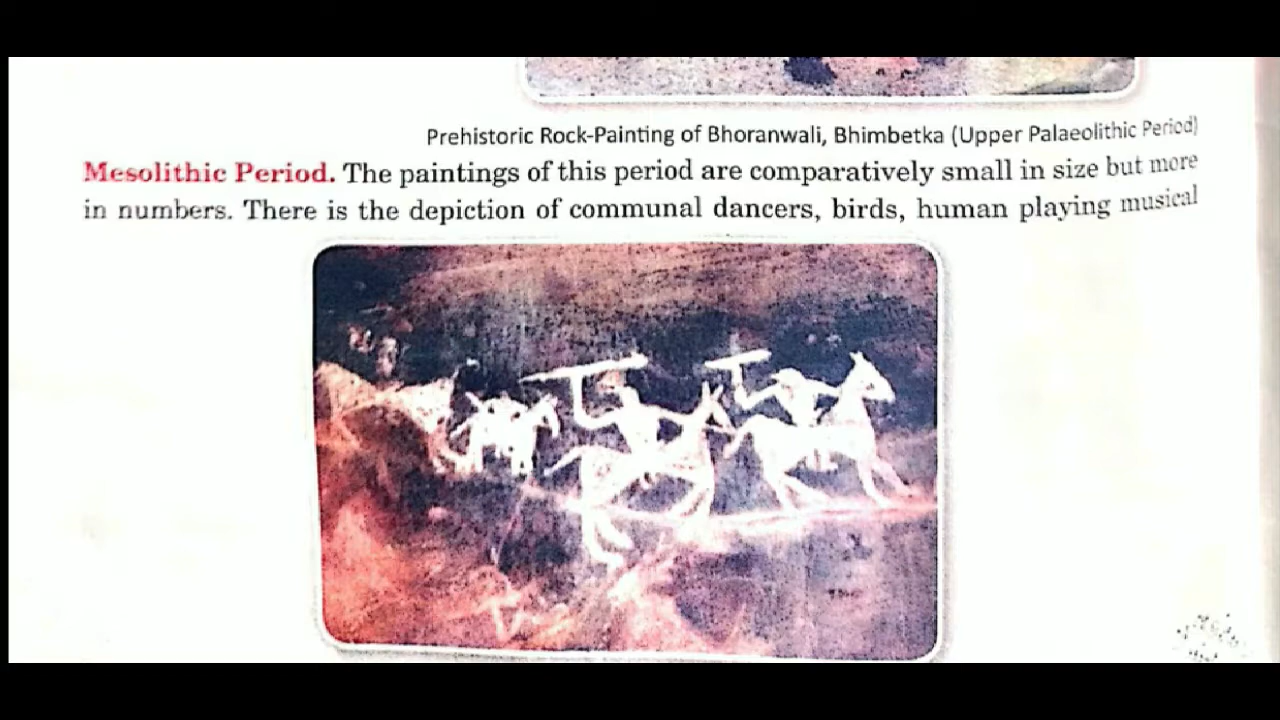 Prehistoric Rock-Painting of Bhoranwali, Bhimbetka (Upper Palaeolithic Period)
Mesolithic Period. The paintings of this period are comparatively small in size but more
in numbers. There is the depiction of communal dancers, birds, human playing musical